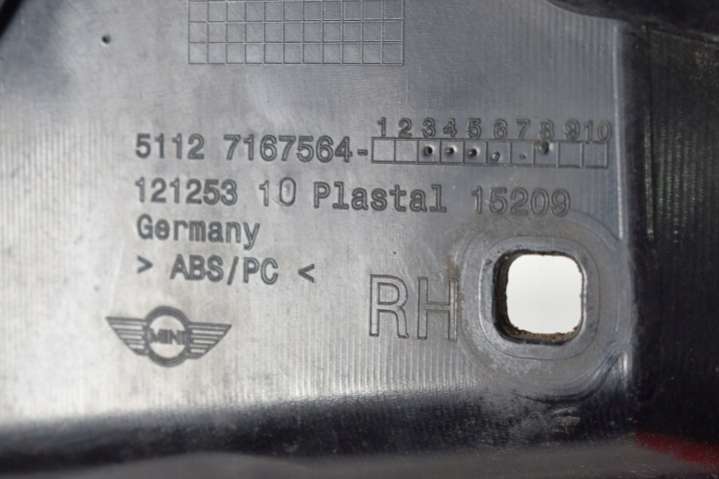 1 2 3 4 5 6 7 8 9 10
5112 7167564-
121253 10 Plastal 15209
Germany
> ABS/PC <
RH
MINI